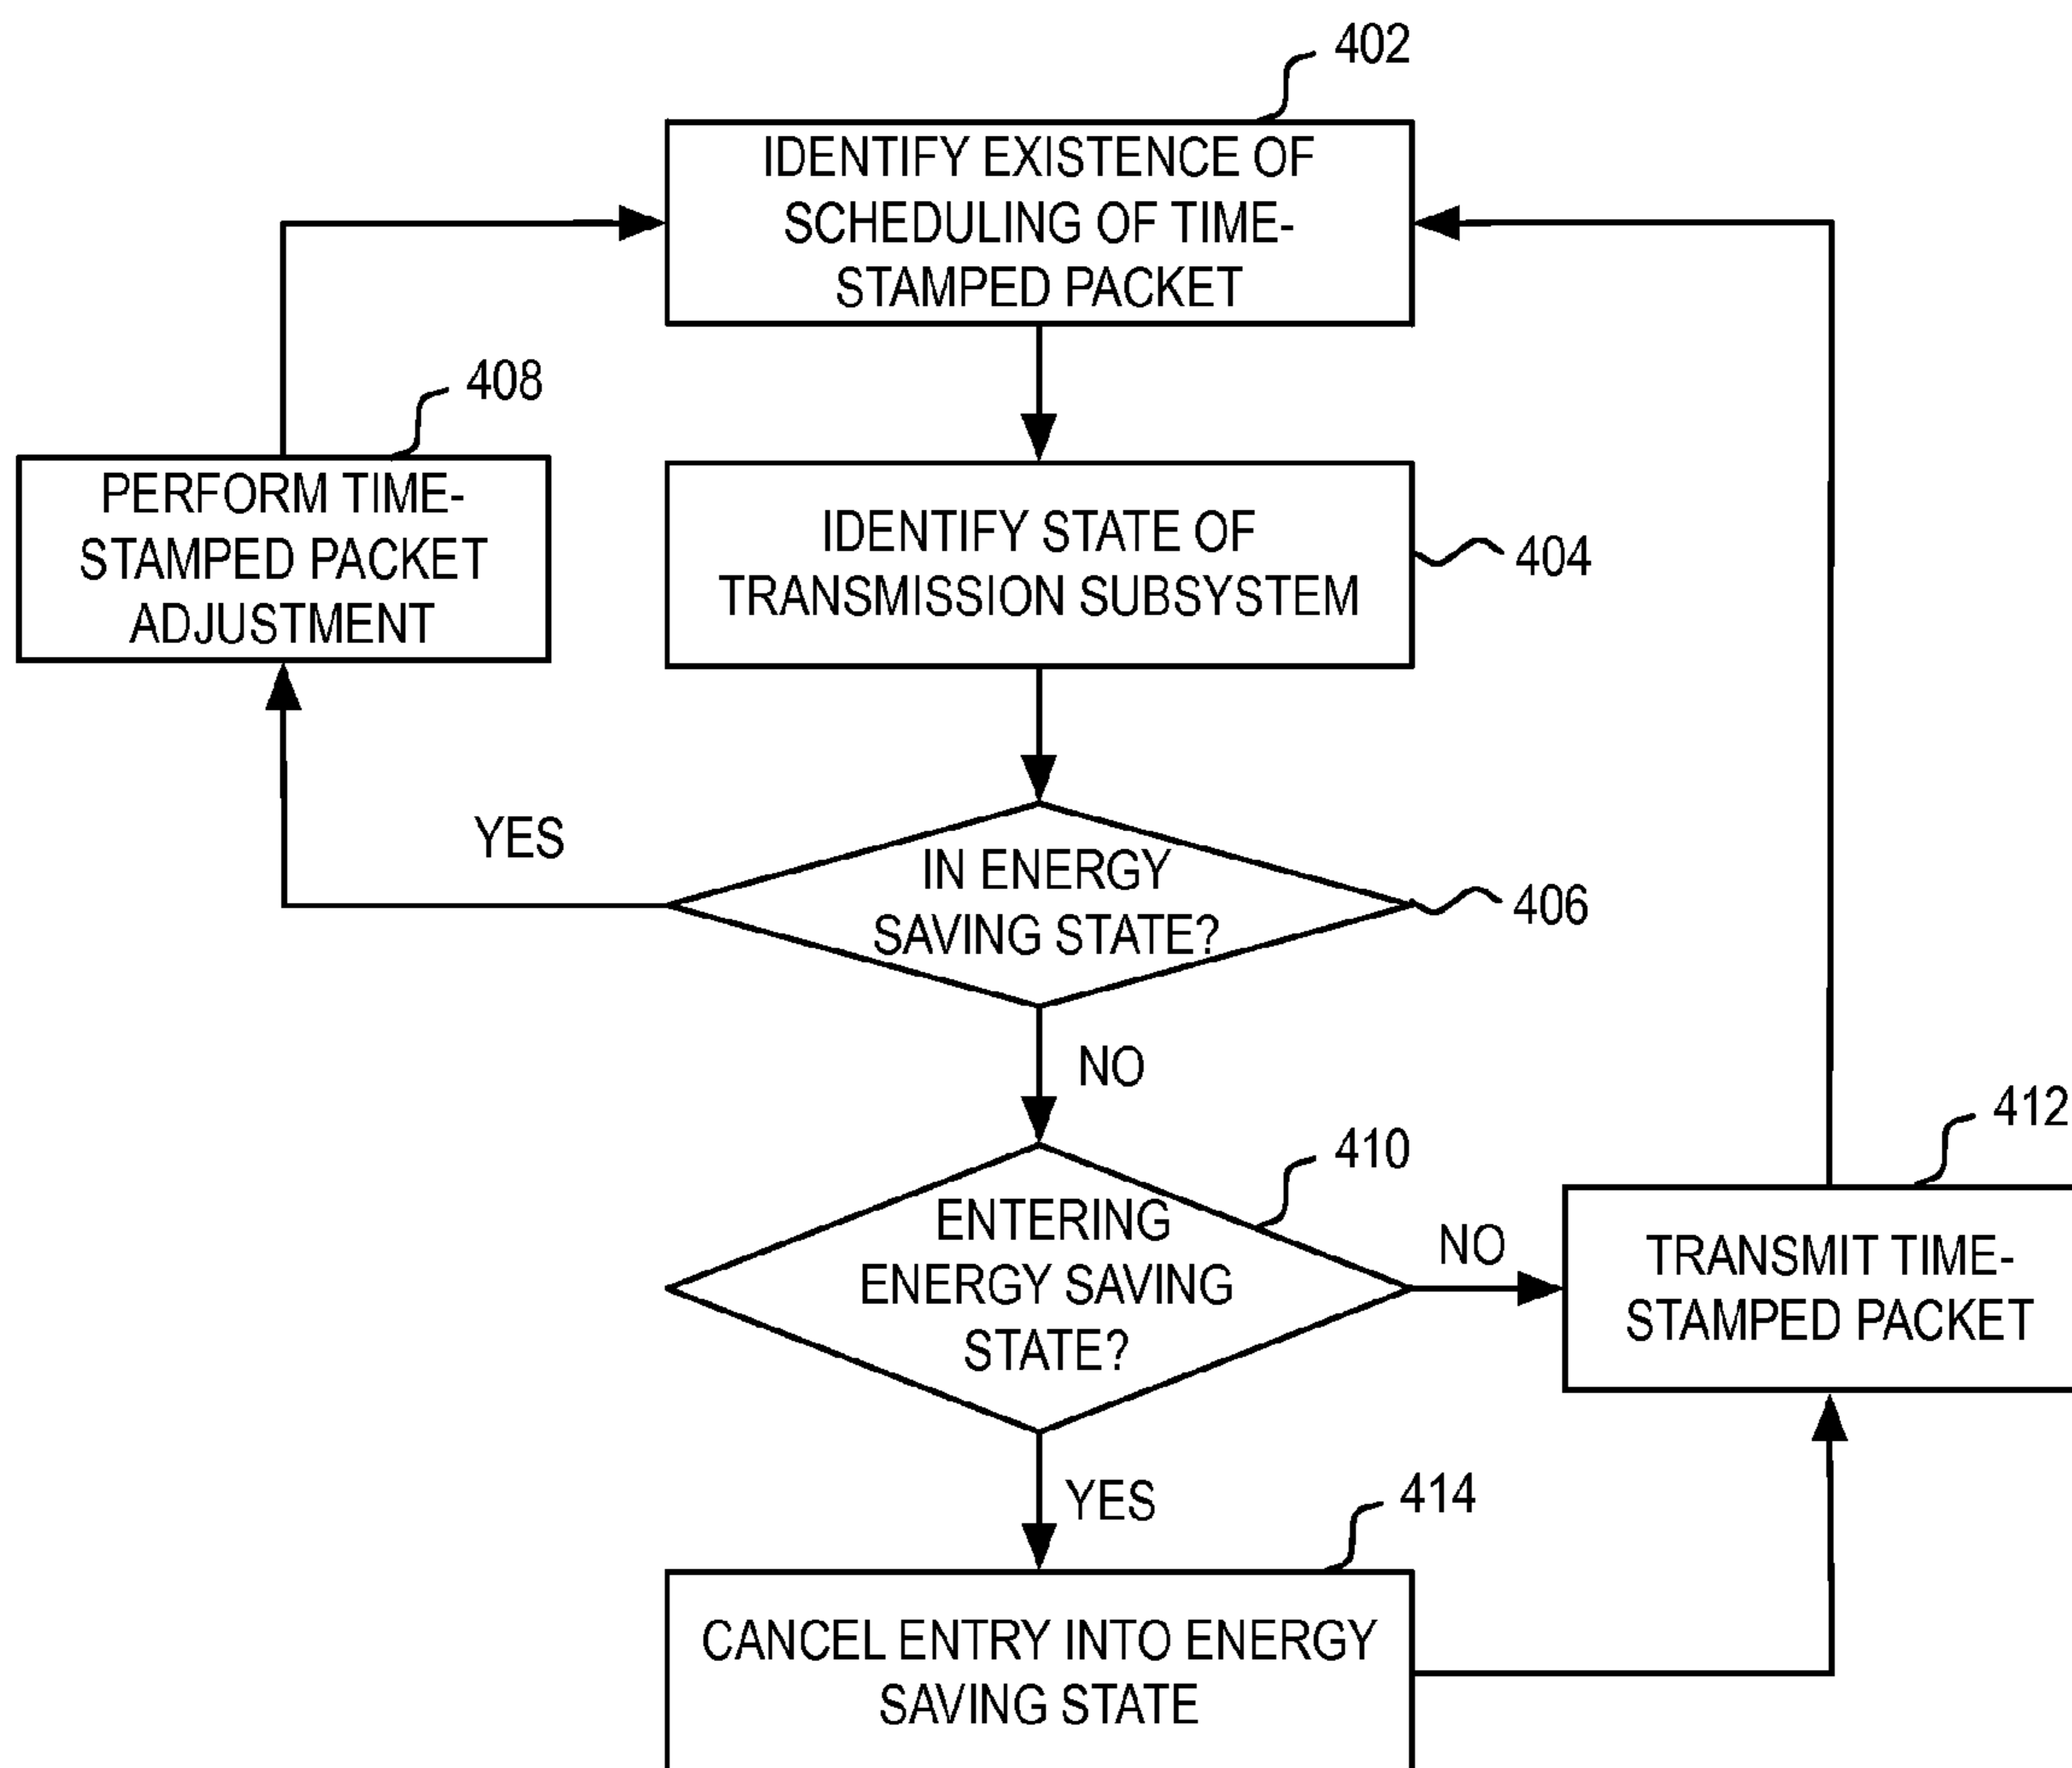 402
IDENTIFY EXISTENCE OF
SCHEDULING OF TIME-
STAMPED PACKET
408
PERFORM TIME-
STAMPED PACKET
ADJUSTMENT
IDENTIFY STATE OF
TRANSMISSION SUBSYSTEM
404
YES
IN ENERGY
SAVING STATE?
406
NO
410
ENTERING
ENERGY SAVING
STATE?
NO
412
TRANSMIT TIME-
STAMPED PACKET
YES
414
CANCEL ENTRY INTO ENERGY
SAVING STATE